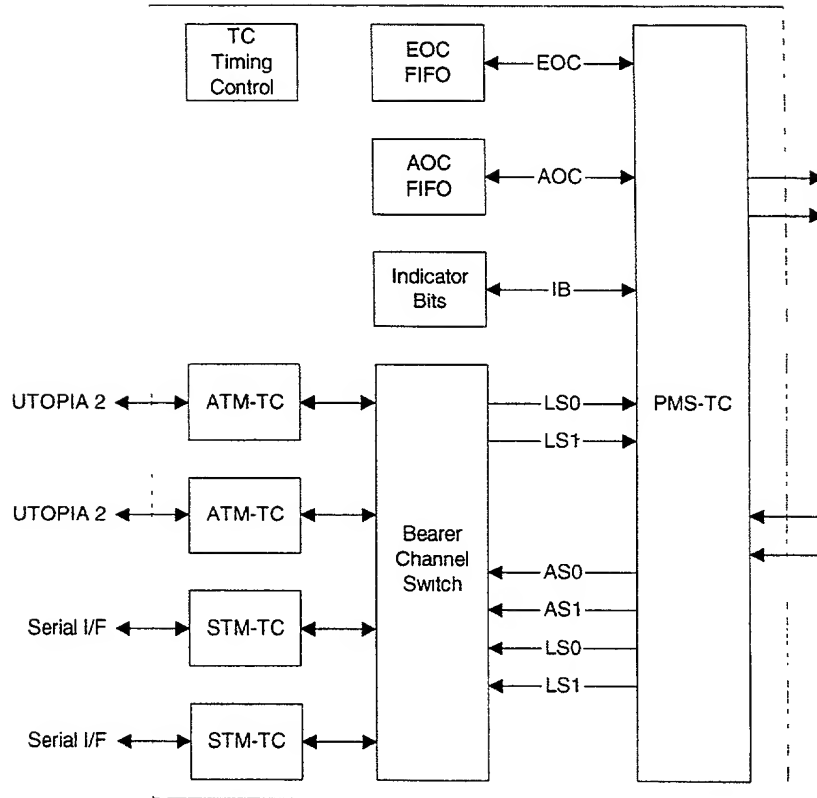 TC
Timing
Control
EOC
FIFO
EOC
AOC
FIFO
AOC
Indicator
Bits
IB
UTOPIA 2
ATM-TC
LS0
PMS-TC
LS1
UTOPIA 2
ATM-TC
Bearer
Channel
Switch
AS0
AS1
Serial I/F
STM-TC
LS0
LS1
Serial I/F
STM-TC